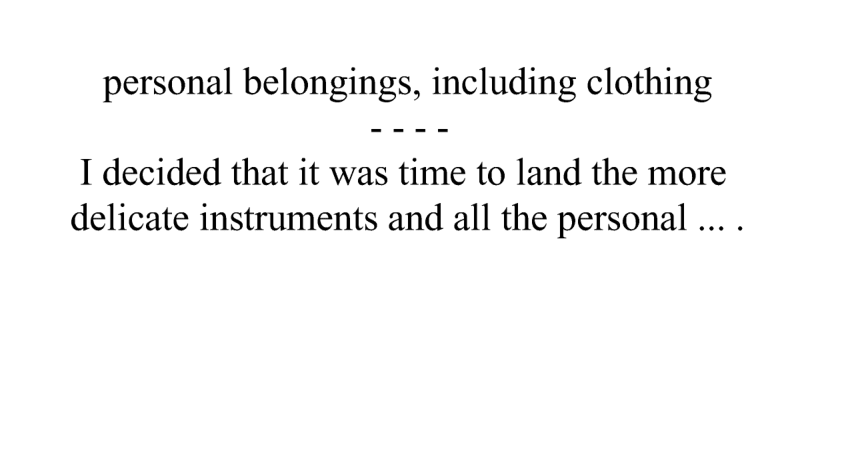 personal belongings, including clothing
- - - -
I decided that it was time to land the more
delicate instruments and all the personal ... .